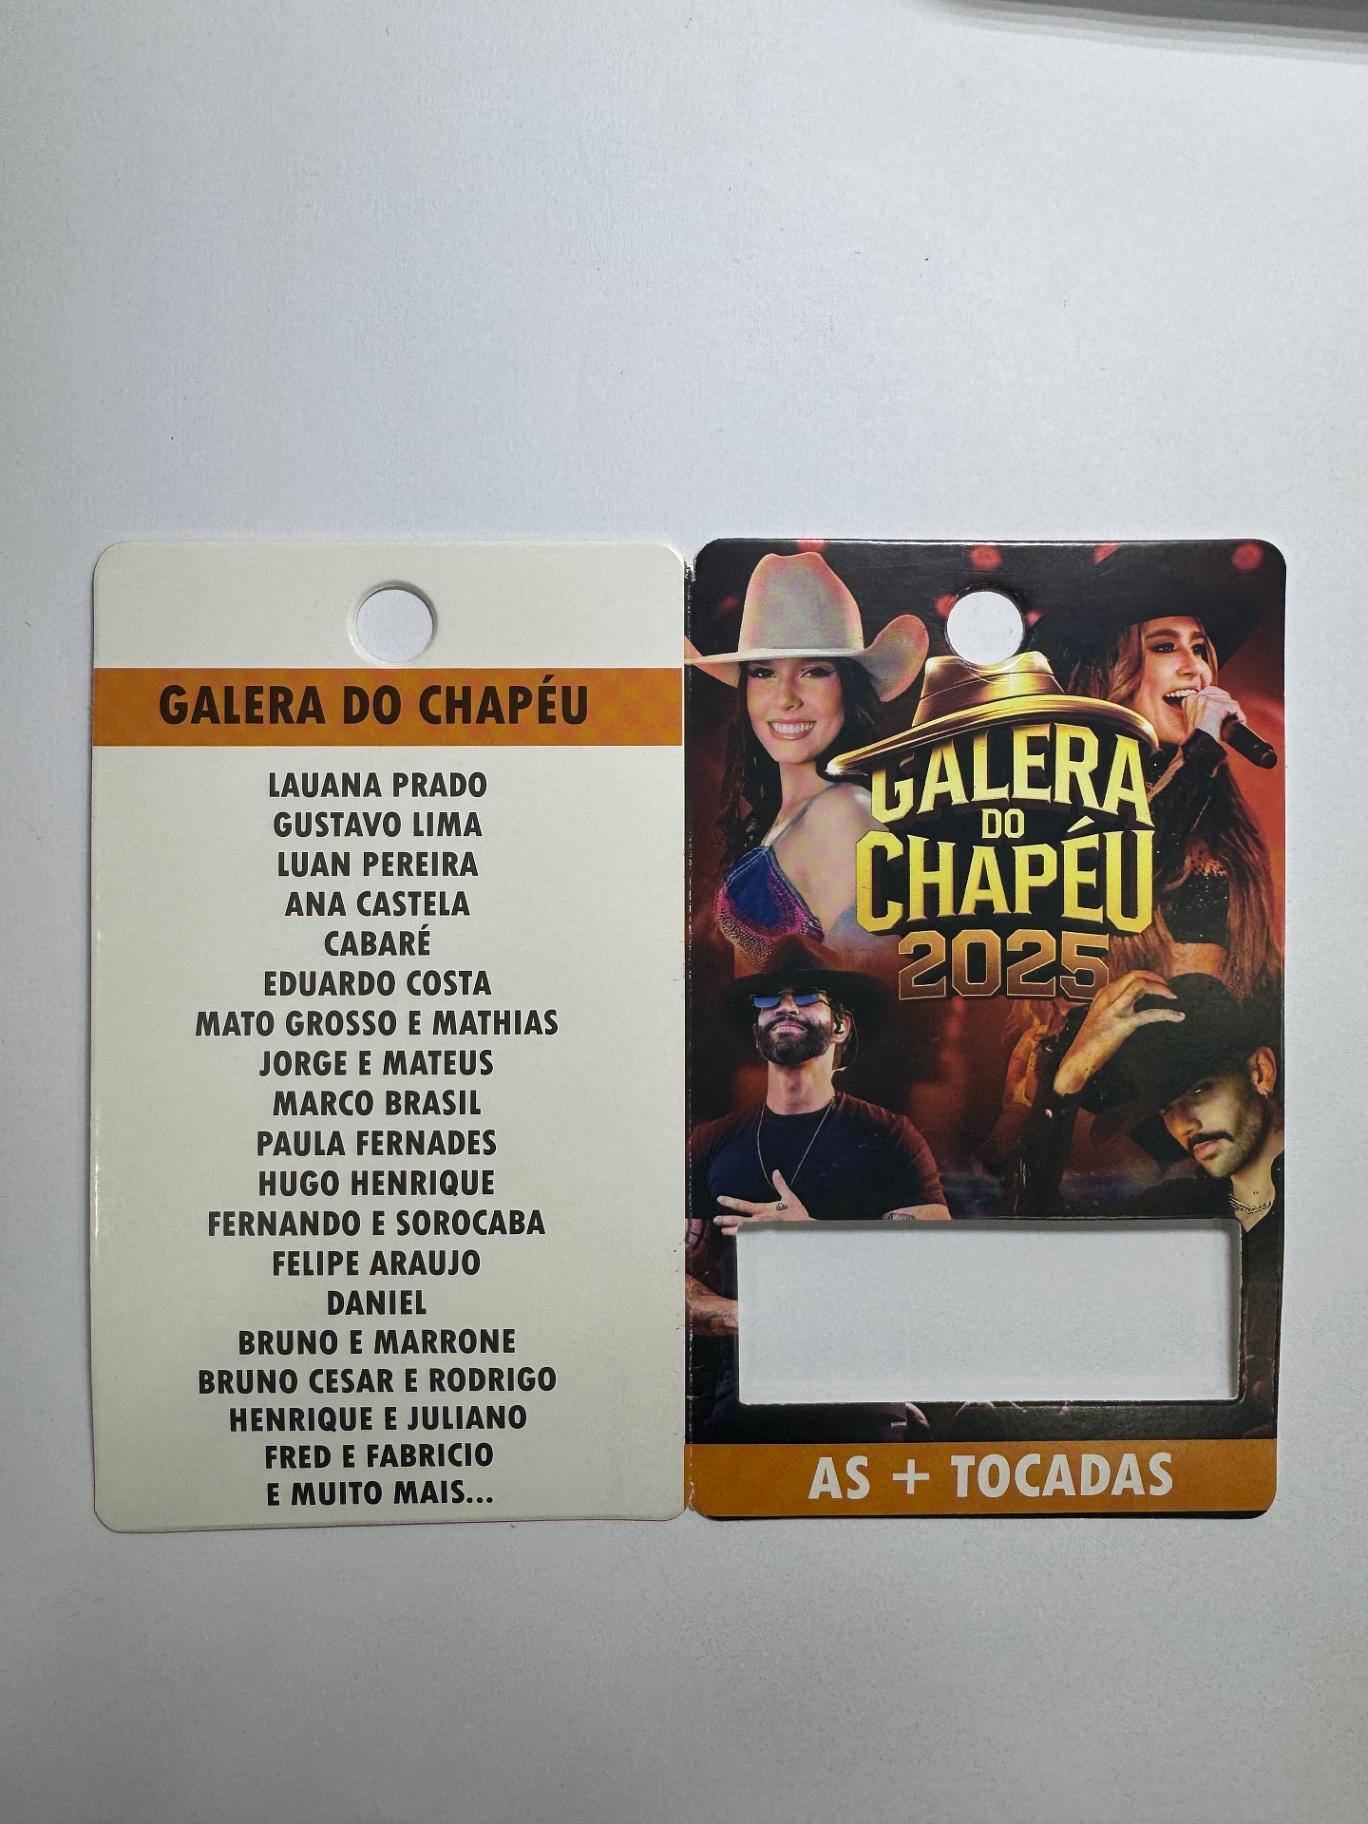 GALERA DO CHAPÉU
LAUANA PRADO
GUSTAVO LIMA
LUAN PEREIRA
ANA CASTELA
CABARÉ
EDUARDO COSTA
MATO GROSSO E MATHIAS
JORGE E MATEUS
MARCO BRASIL
PAULA FERNADES
HUGO HENRIQUE
FERNANDO E SOROCABA
FELIPE ARAUJO
DANIEL
BRUNO E MARRONE
BRUNO CESAR E RODRIGO
HENRIQUE E JULIANO
FRED E FABRICIO
E MUITO MAIS...
GALERA
DO
CHAPÉU
2025
AS + TOCADAS